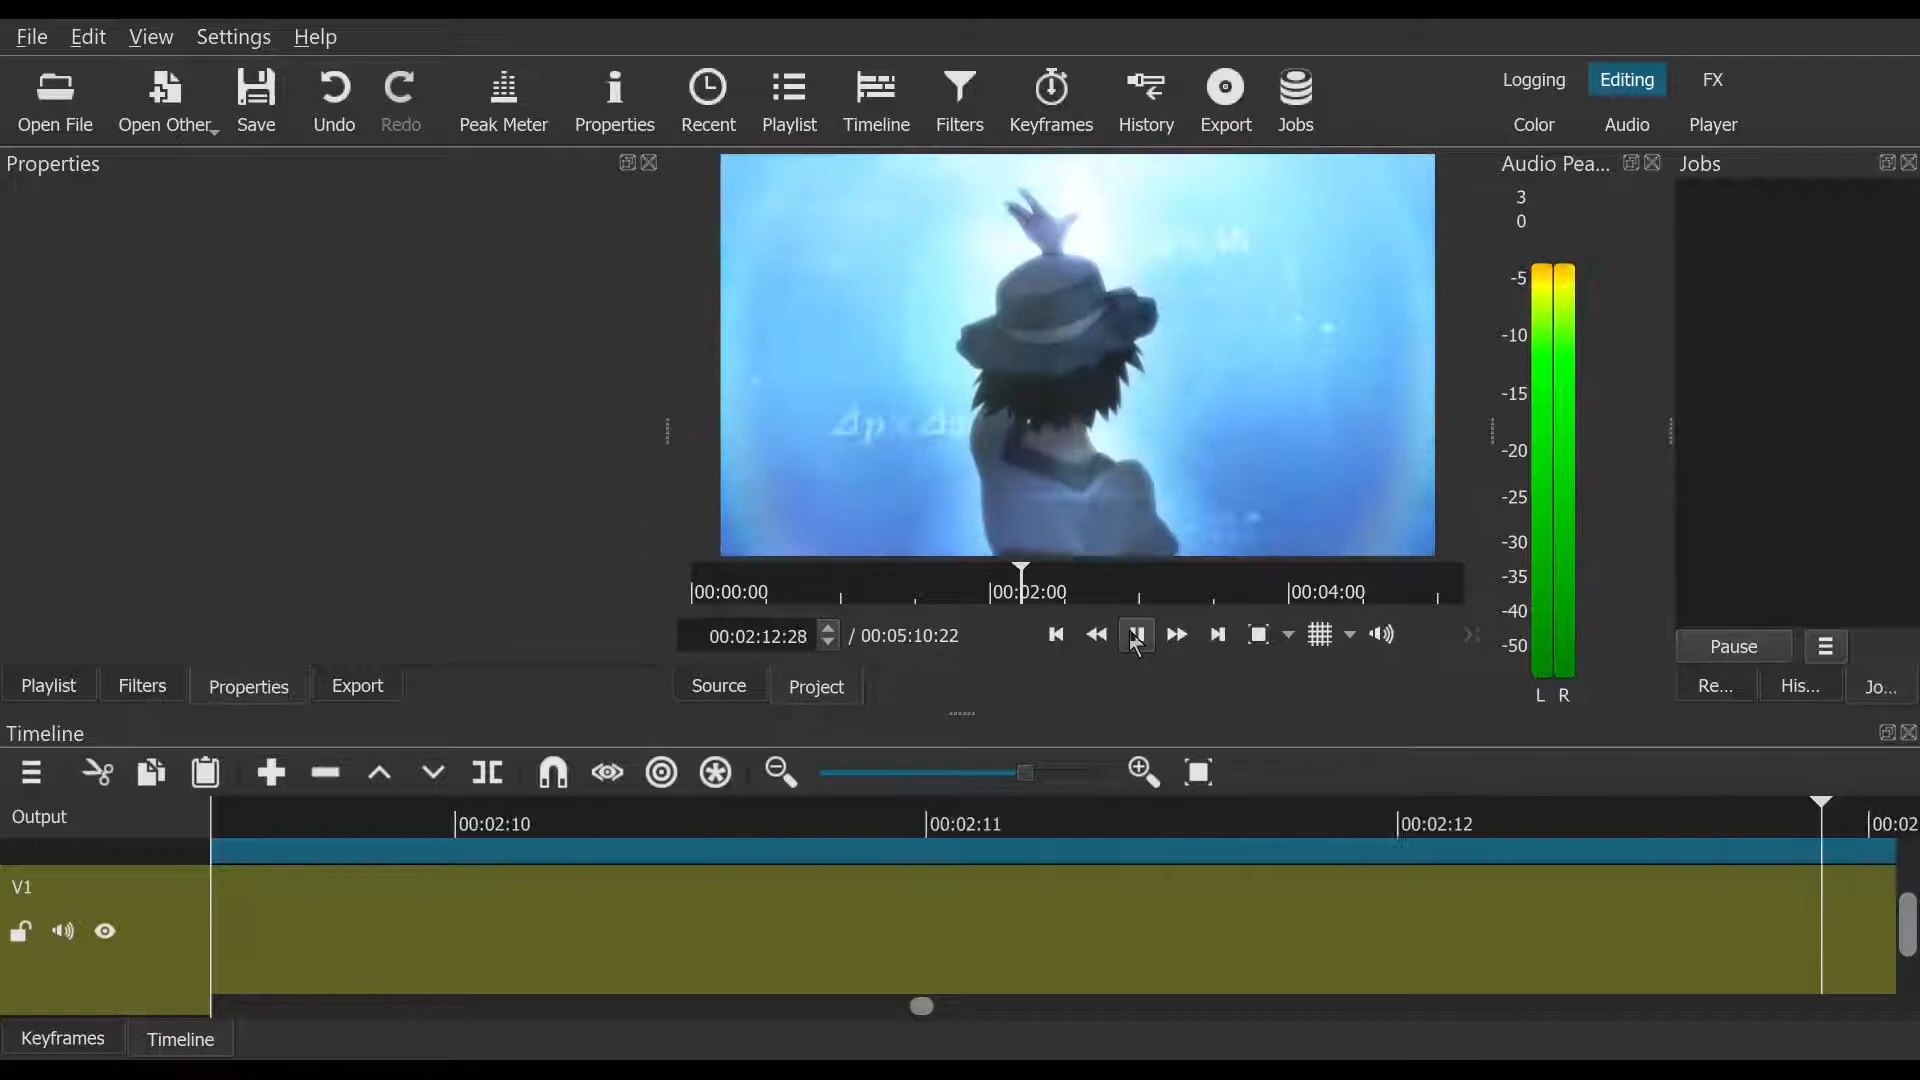 File Edit View Settings Help
Open File Open Other Save Undo Redo Peak Meter Properties Recent Playlist Timeline Filters Keyframes History Export Jobs
Logging Editing FX
Color Audio Player
Properties
Audio Pea...
Jobs
3
0
-5
-10
-15
-20
-25
-30
-35
-40
-50
L R
00:00:00 00:02:00 00:04:00
00:02:12:28 / 00:05:10:22
Pause
Playlist Filters Properties Export
Source Project
Re... His... Jo...
Timeline
Output
00:02:10 00:02:11 00:02:12 00:02
V1
Keyframes Timeline